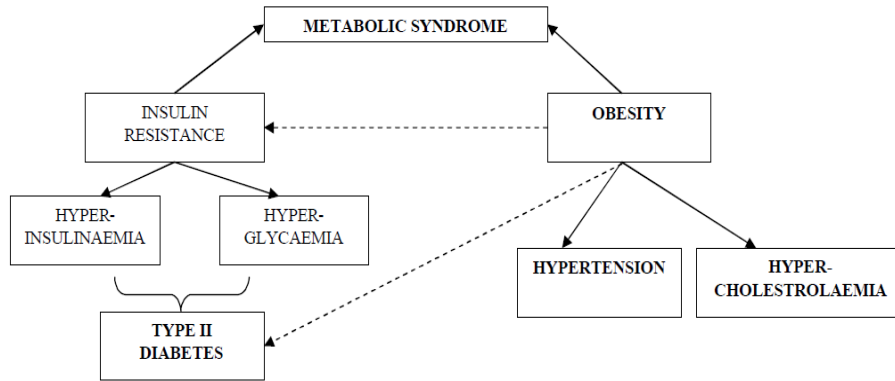 METABOLIC SYNDROME
INSULIN
RESISTANCE
OBESITY
HYPER-
INSULINAEMIA
HYPER-
GLYCAEMIA
HYPERTENSION
HYPER-
CHOLESTROLAEMIA
TYPE II
DIABETES